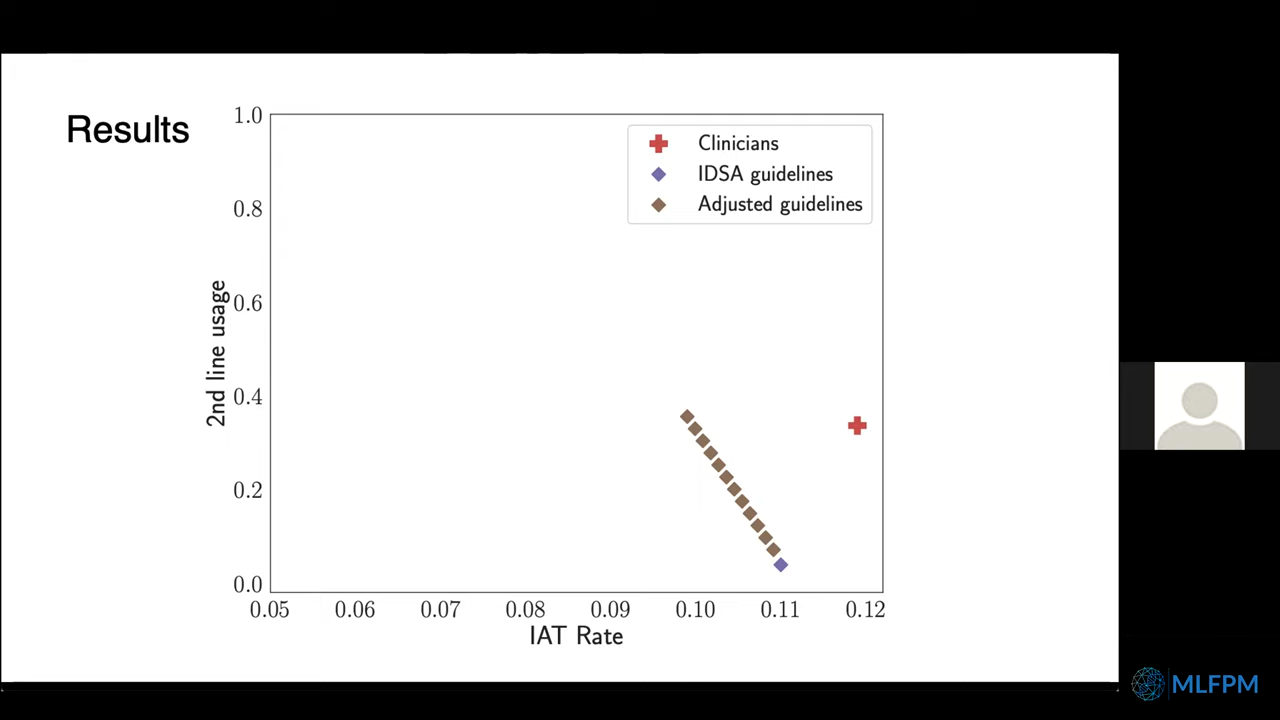 Results
1.0
0.8
0.6
0.4
0.2
0.0
2nd line usage
Clinicians
IDSA guidelines
Adjusted guidelines
0.05 0.06 0.07 0.08 0.09 0.10 0.11 0.12
IAT Rate
MLFPM